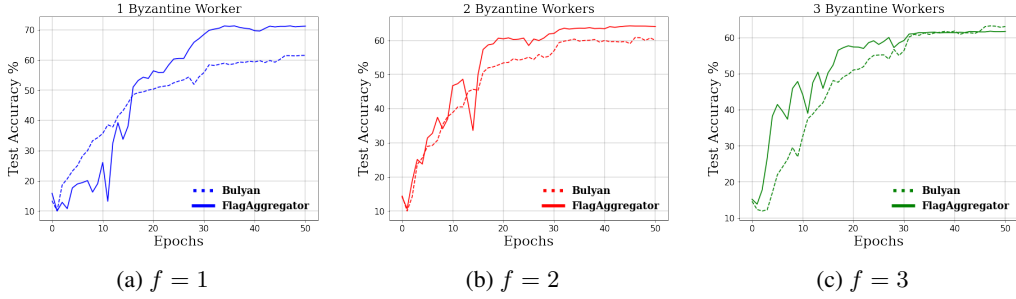 1 Byzantine Worker
Test Accuracy %
70
60
50
40
30
20
10
0
10
20
30
40
50
Epochs
Bulyan
FlagAggregator
(a) f = 1
2 Byzantine Workers
Test Accuracy %
60
50
40
30
20
10
0
10
20
30
40
50
Epochs
Bulyan
FlagAggregator
(b) f = 2
3 Byzantine Workers
Test Accuracy %
60
50
40
30
20
10
0
10
20
30
40
50
Epochs
Bulyan
FlagAggregator
(c) f = 3